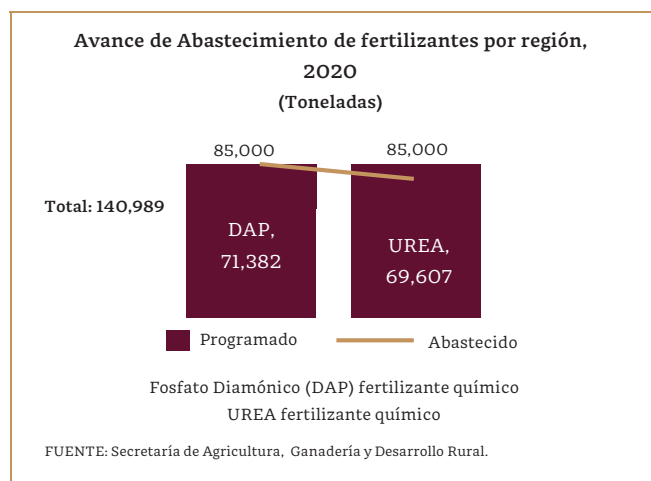 Avance de Abastecimiento de fertilizantes por región,
2020
(Toneladas)
85,000
85,000
Total: 140,989
DAP,
71,382
UREA,
69,607
Programado
Abastecido
Fosfato Diamónico (DAP) fertilizante químico
UREA fertilizante químico
FUENTE: Secretaría de Agricultura, Ganadería y Desarrollo Rural.